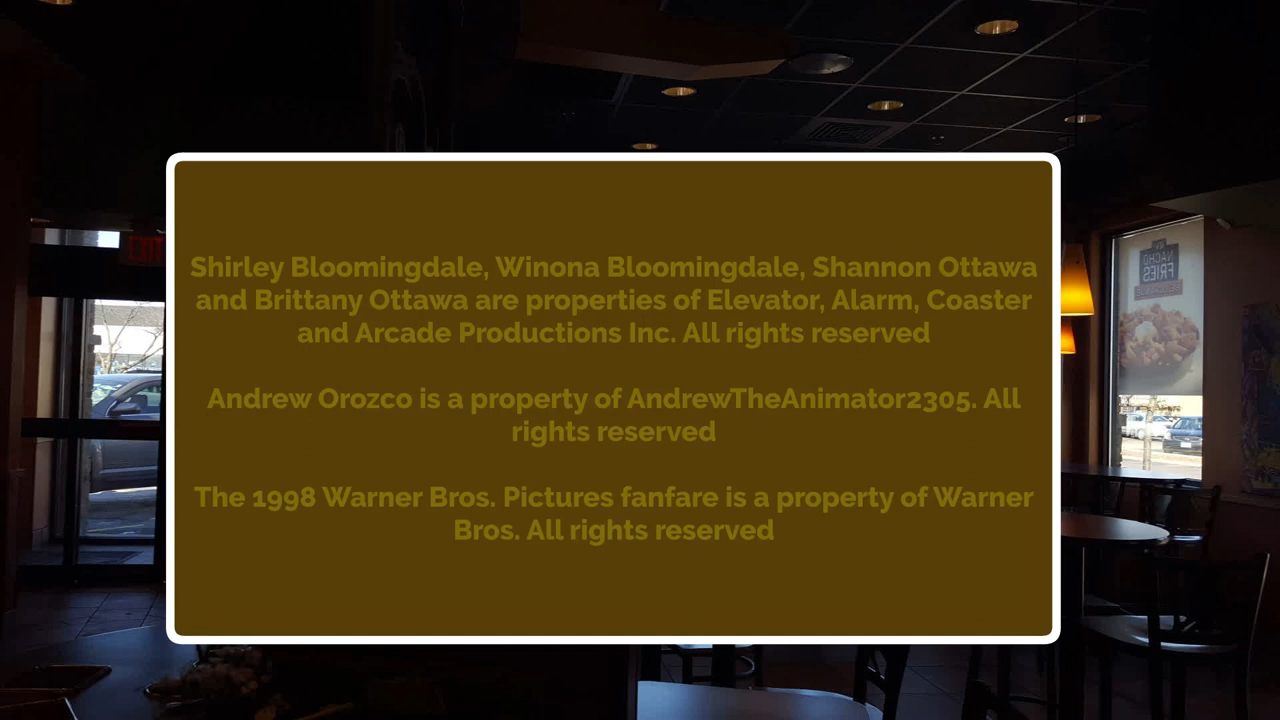 Shirley Bloomingdale, Winona Bloomingdale, Shannon Ottawa
and Brittany Ottawa are properties of Elevator, Alarm, Coaster
and Arcade Productions Inc. All rights reserved
Andrew Orozco is a property of AndrewTheAnimator2305. All
rights reserved
The 1998 Warner Bros. Pictures fanfare is a property of Warner
Bros. All rights reserved
EXIT
NACHO
FRIES